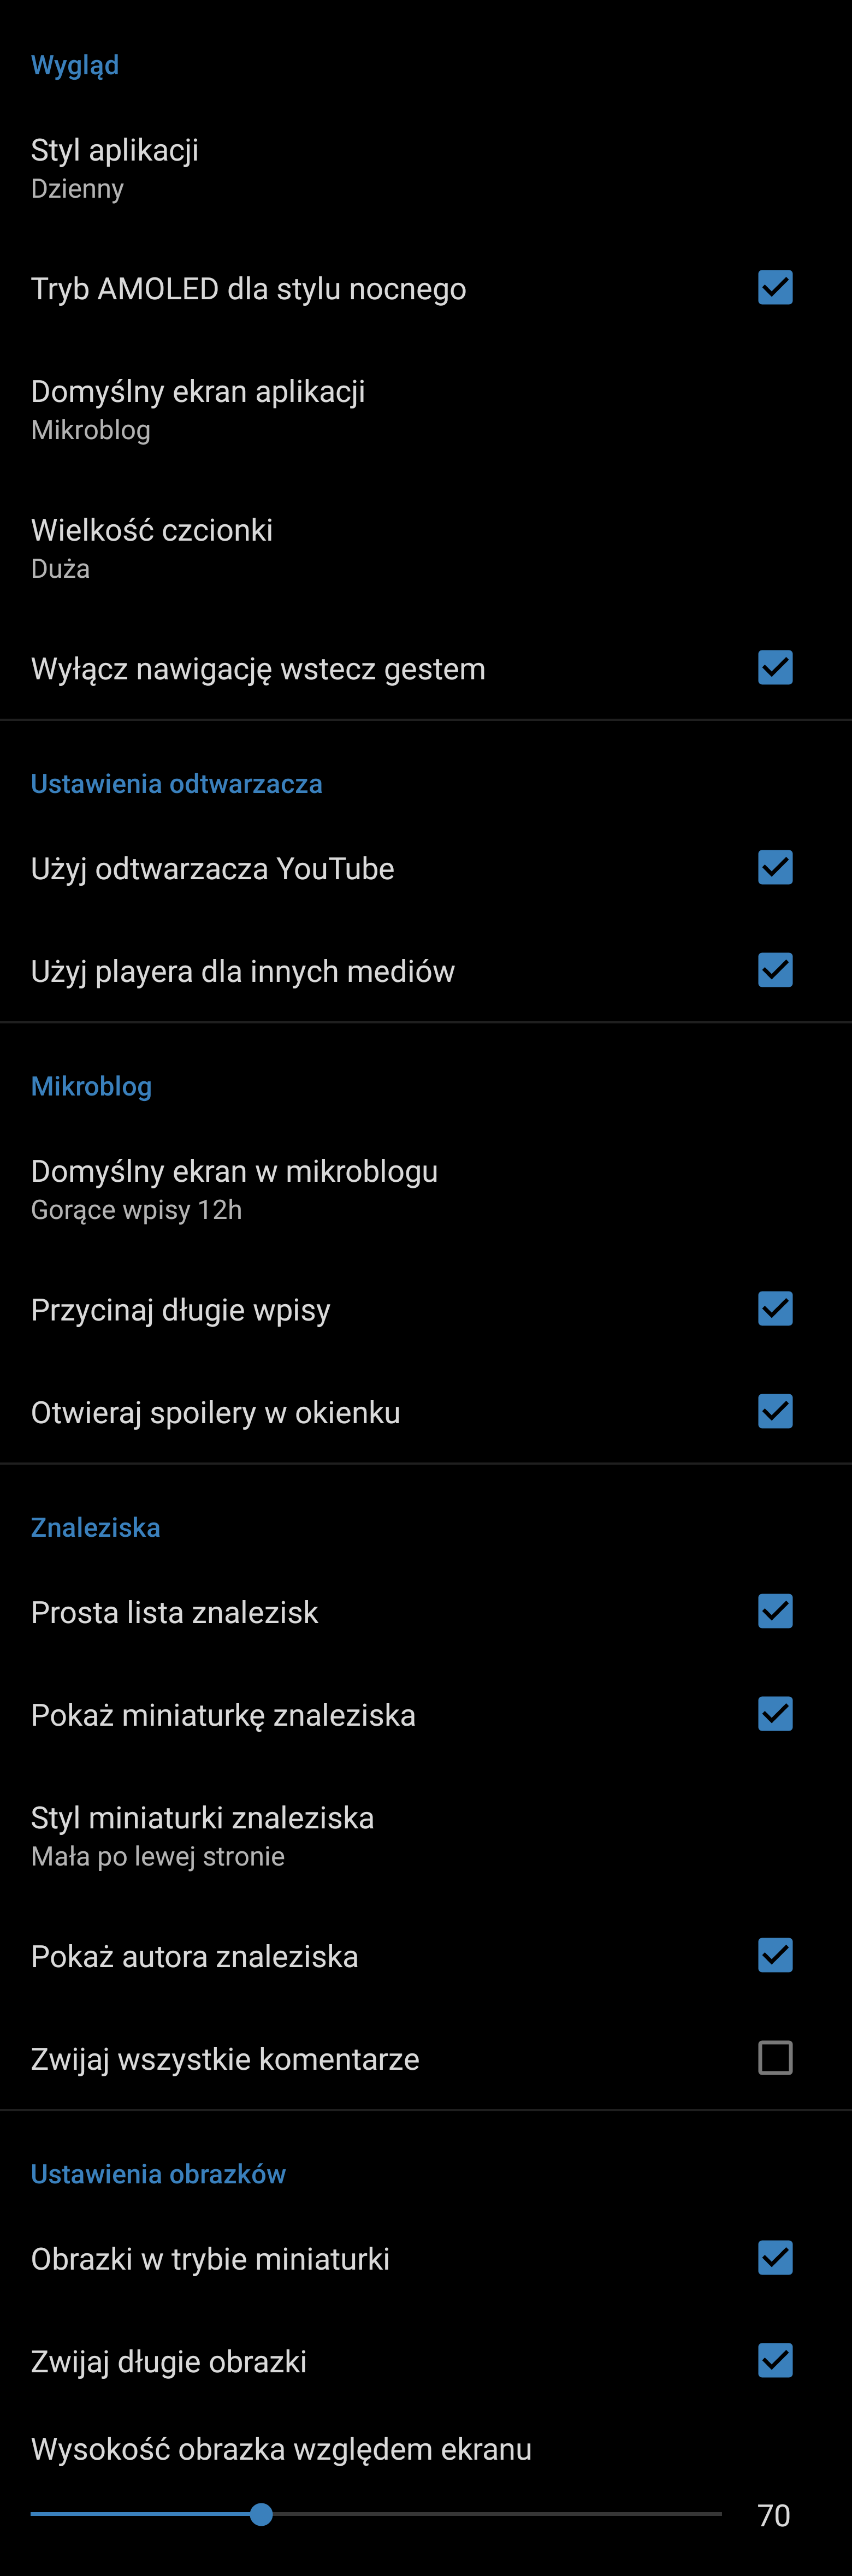 Wygląd
Styl aplikacji
Dzienny
Tryb AMOLED dla stylu nocnego
Domyślny ekran aplikacji
Mikroblog
Wielkość czcionki
Duża
Wyłącz nawigację wstecz gestem
Ustawienia odtwarzacza
Użyj odtwarzacza YouTube
Użyj playera dla innych mediów
Mikroblog
Domyślny ekran w mikroblogu
Gorące wpisy 12h
Przycinaj długie wpisy
Otwieraj spoilery w okienku
Znaleziska
Prosta lista znalezisk
Pokaż miniaturkę znaleziska
Styl miniaturki znaleziska
Mała po lewej stronie
Pokaż autora znaleziska
Zwijaj wszystkie komentarze
Ustawienia obrazków
Obrazki w trybie miniaturki
Zwijaj długie obrazki
Wysokość obrazka względem ekranu
70